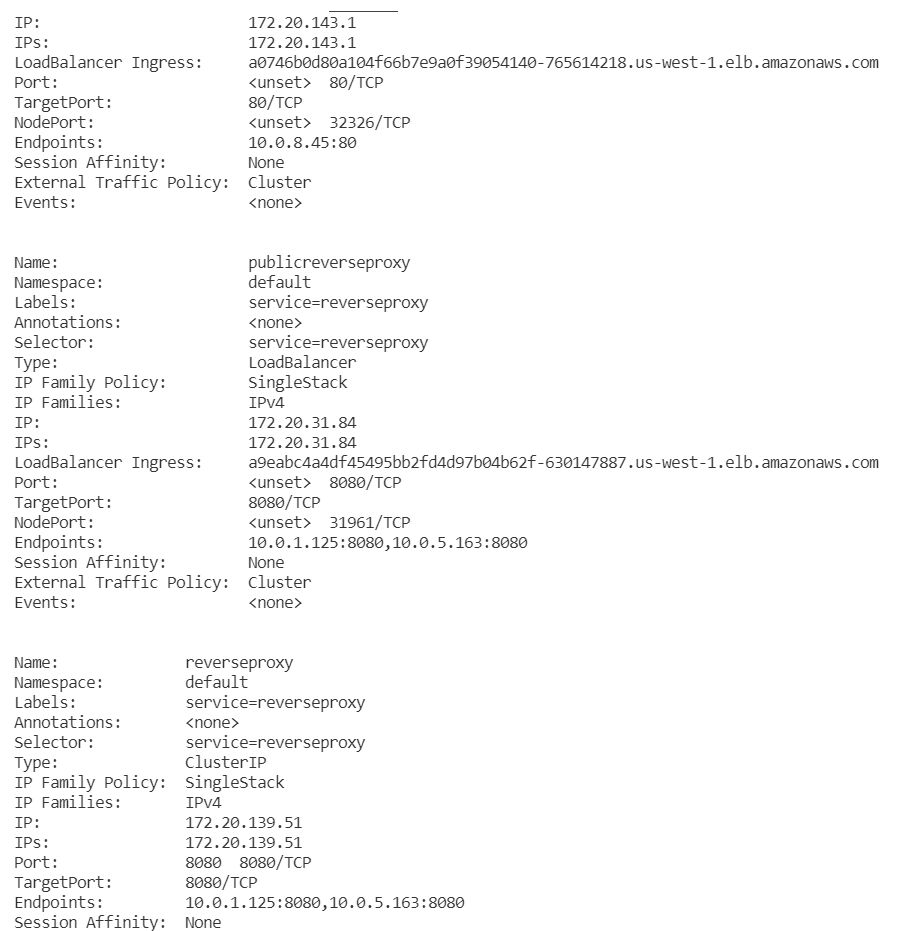 IP: 172.20.143.1
IPs: 172.20.143.1
LoadBalancer Ingress: a0746b0d80a104f66b7e9a0f39054140-765614218.us-west-1.elb.amazonaws.com
Port: <unset> 80/TCP
TargetPort: 80/TCP
NodePort: <unset> 32326/TCP
Endpoints: 10.0.8.45:80
Session Affinity: None
External Traffic Policy: Cluster
Events: <none>
Name: publicreverseproxy
Namespace: default
Labels: service=reverseproxy
Annotations: <none>
Selector: service=reverseproxy
Type: LoadBalancer
IP Family Policy: SingleStack
IP Families: IPv4
IP: 172.20.31.84
IPs: 172.20.31.84
LoadBalancer Ingress: a9eabc4a4df45495bb2fd4d97b04b62f-630147887.us-west-1.elb.amazonaws.com
Port: <unset> 8080/TCP
TargetPort: 8080/TCP
NodePort: <unset> 31961/TCP
Endpoints: 10.0.1.125:8080,10.0.5.163:8080
Session Affinity: None
External Traffic Policy: Cluster
Events: <none>
Name: reverseproxy
Namespace: default
Labels: service=reverseproxy
Annotations: <none>
Selector: service=reverseproxy
Type: ClusterIP
IP Family Policy: SingleStack
IP Families: IPv4
IP: 172.20.139.51
IPs: 172.20.139.51
Port: 8080 8080/TCP
TargetPort: 8080/TCP
Endpoints: 10.0.1.125:8080,10.0.5.163:8080
Session Affinity: None